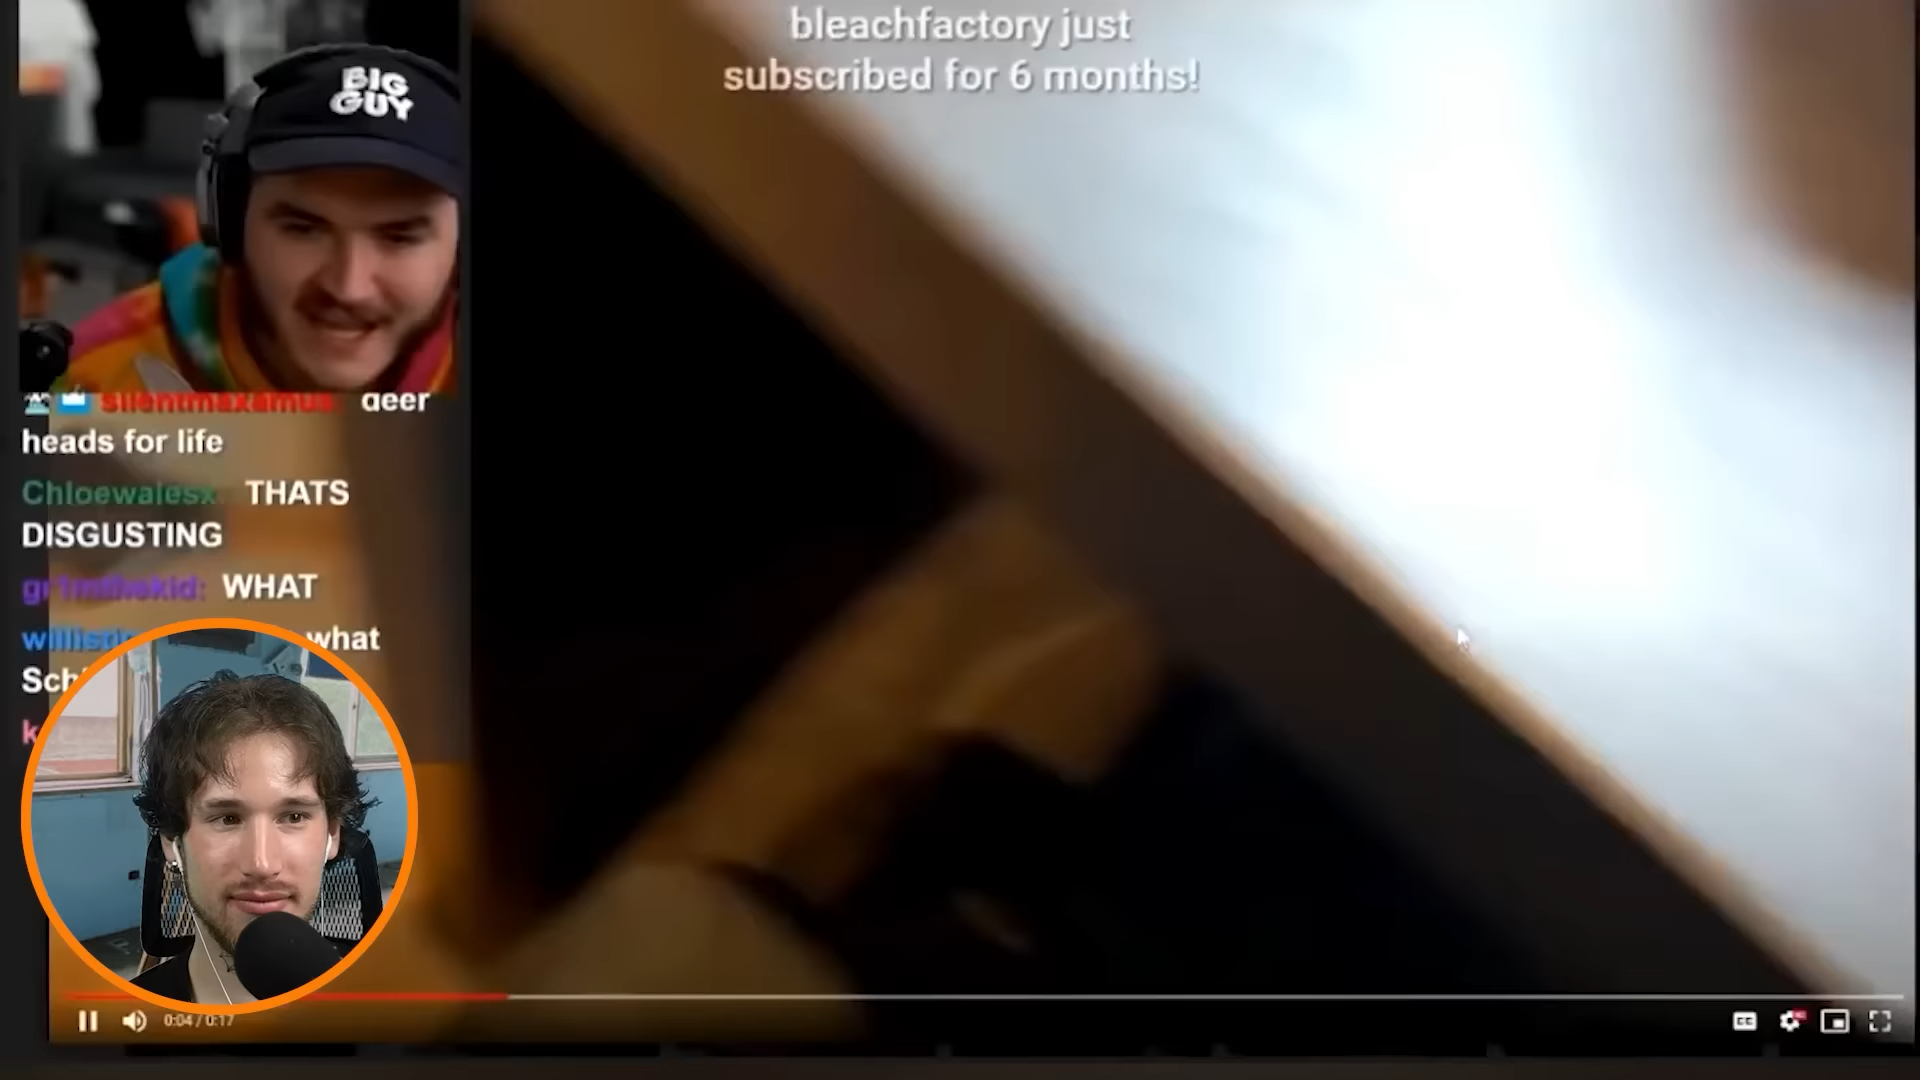 bleachfactory just
subscribed for 6 months!
BIG
GUY
silentmaxamus: deer
heads for life
Chloewalesx: THATS
DISGUSTING
WHAT
what
0:04 / 0:17